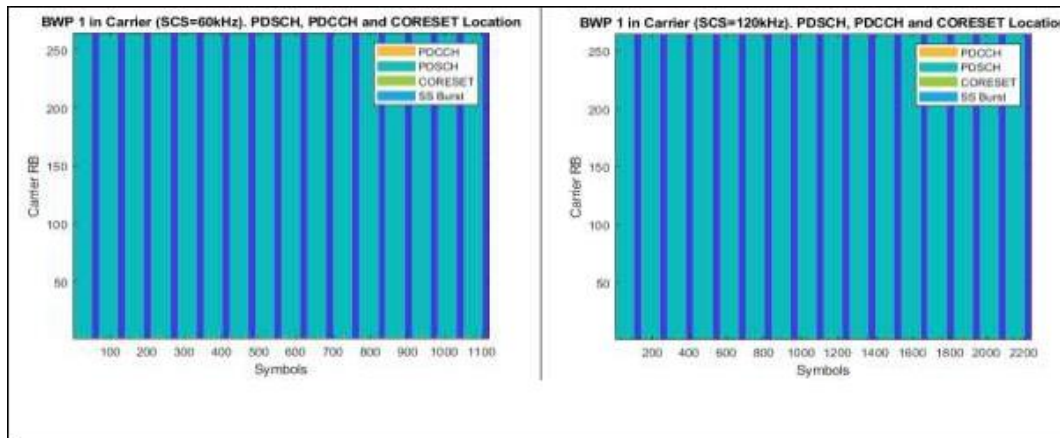 BWP 1 in Carrier (SCS=60kHz). PDSCH, PDCCH and CORESET Location
250
200
150
100
50
Carrier RB
PDCCH
PDSCH
CORESET
SS Burst
100 200 300 400 500 600 700 800 900 1000 1100
Symbols
BWP 1 in Carrier (SCS=120kHz). PDSCH, PDCCH and CORESET Location
250
200
150
100
50
Carrier RB
PDCCH
PDSCH
CORESET
SS Burst
200 400 600 800 1000 1200 1400 1600 1800 2000 2200
Symbols